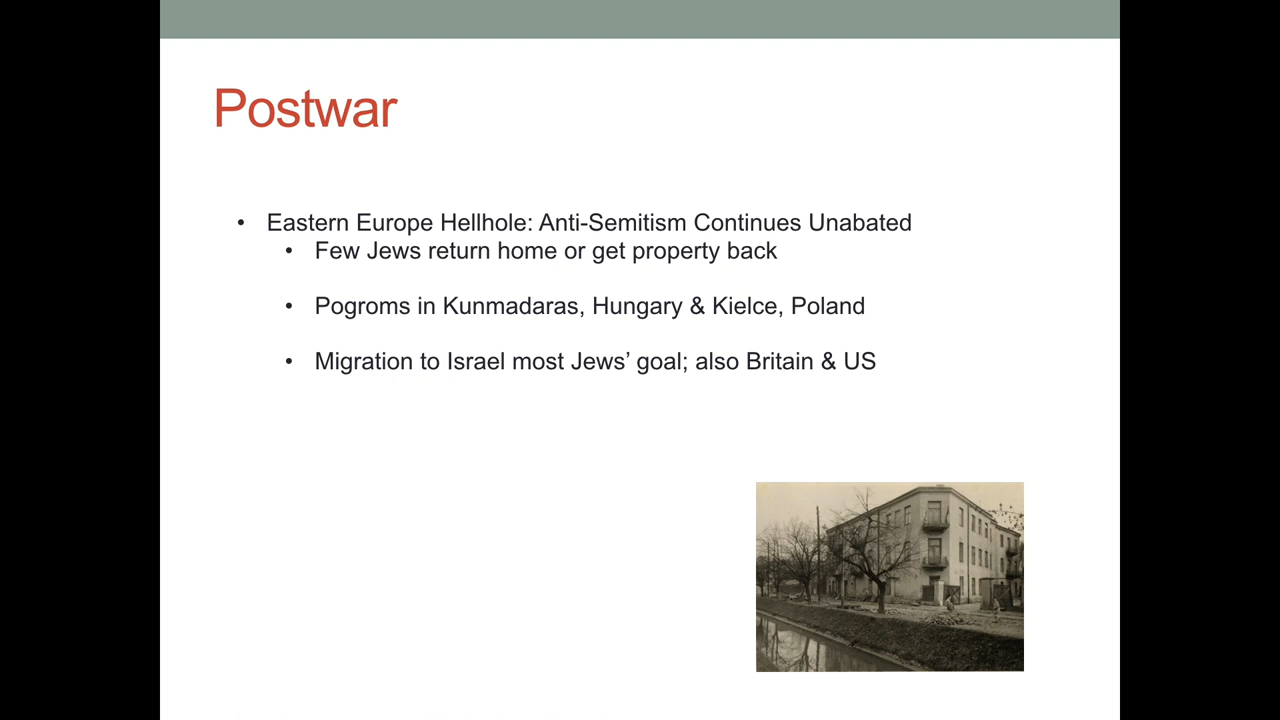 Postwar
• Eastern Europe Hellhole: Anti-Semitism Continues Unabated
• Few Jews return home or get property back
• Pogroms in Kunmadaras, Hungary & Kielce, Poland
• Migration to Israel most Jews’ goal; also Britain & US